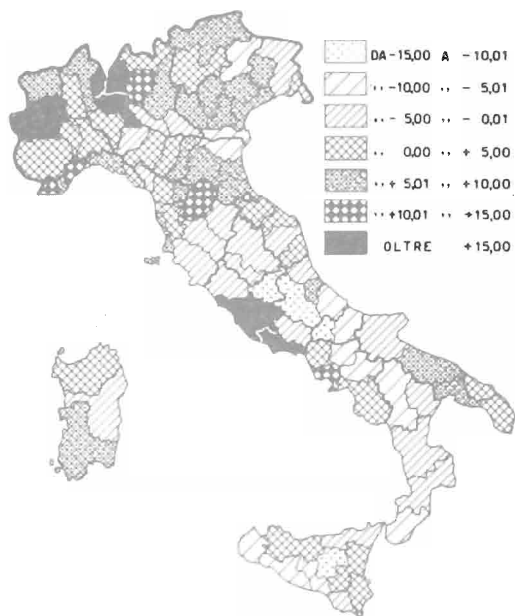 DA -15,00 A - 10,01
,, -10,00 ,, - 5,01
,, - 5,00 ,, - 0,01
,, 0,00 ,, + 5,00
,, + 5,01 ,, +10,00
,, +10,01 ,, +15,00
OLTRE +15,00